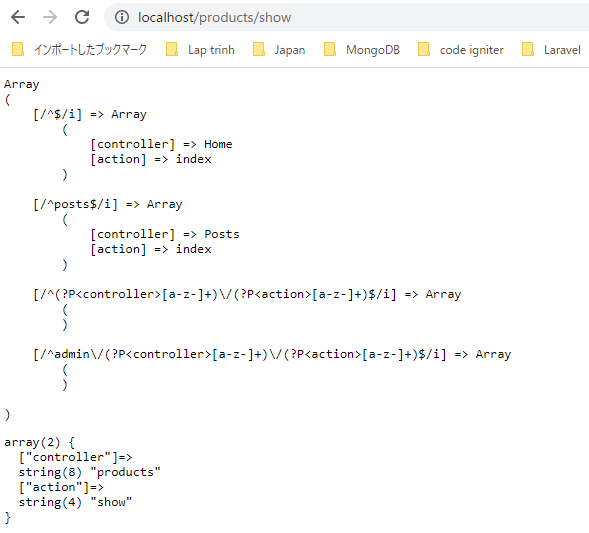 localhost/products/show
インポートしたブックマーク Lap trinh Japan MongoDB code igniter Laravel
Array
(
    [/^$/i] => Array
        (
            [controller] => Home
            [action] => index
        )

    [/^posts$/i] => Array
        (
            [controller] => Posts
            [action] => index
        )

    [/^(?P<controller>[a-z-]+)\/(?P<action>[a-z-]+)$/i] => Array
        (
        )

    [/^admin\/(?P<controller>[a-z-]+)\/(?P<action>[a-z-]+)$/i] => Array
        (
        )

)
array(2) {
  ["controller"]=>
  string(8) "products"
  ["action"]=>
  string(4) "show"
}